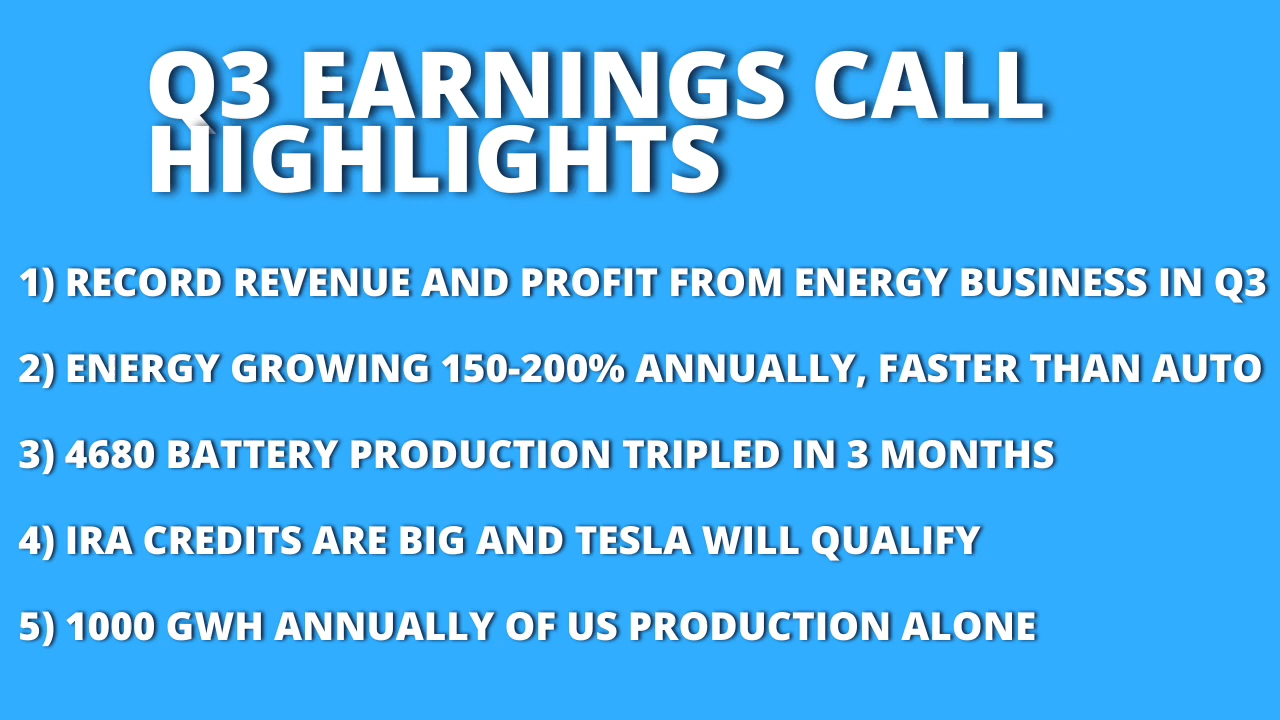 Q3 EARNINGS CALL
HIGHLIGHTS
1) RECORD REVENUE AND PROFIT FROM ENERGY BUSINESS IN Q3
2) ENERGY GROWING 150-200% ANNUALLY, FASTER THAN AUTO
3) 4680 BATTERY PRODUCTION TRIPLED IN 3 MONTHS
4) IRA CREDITS ARE BIG AND TESLA WILL QUALIFY
5) 1000 GWH ANNUALLY OF US PRODUCTION ALONE